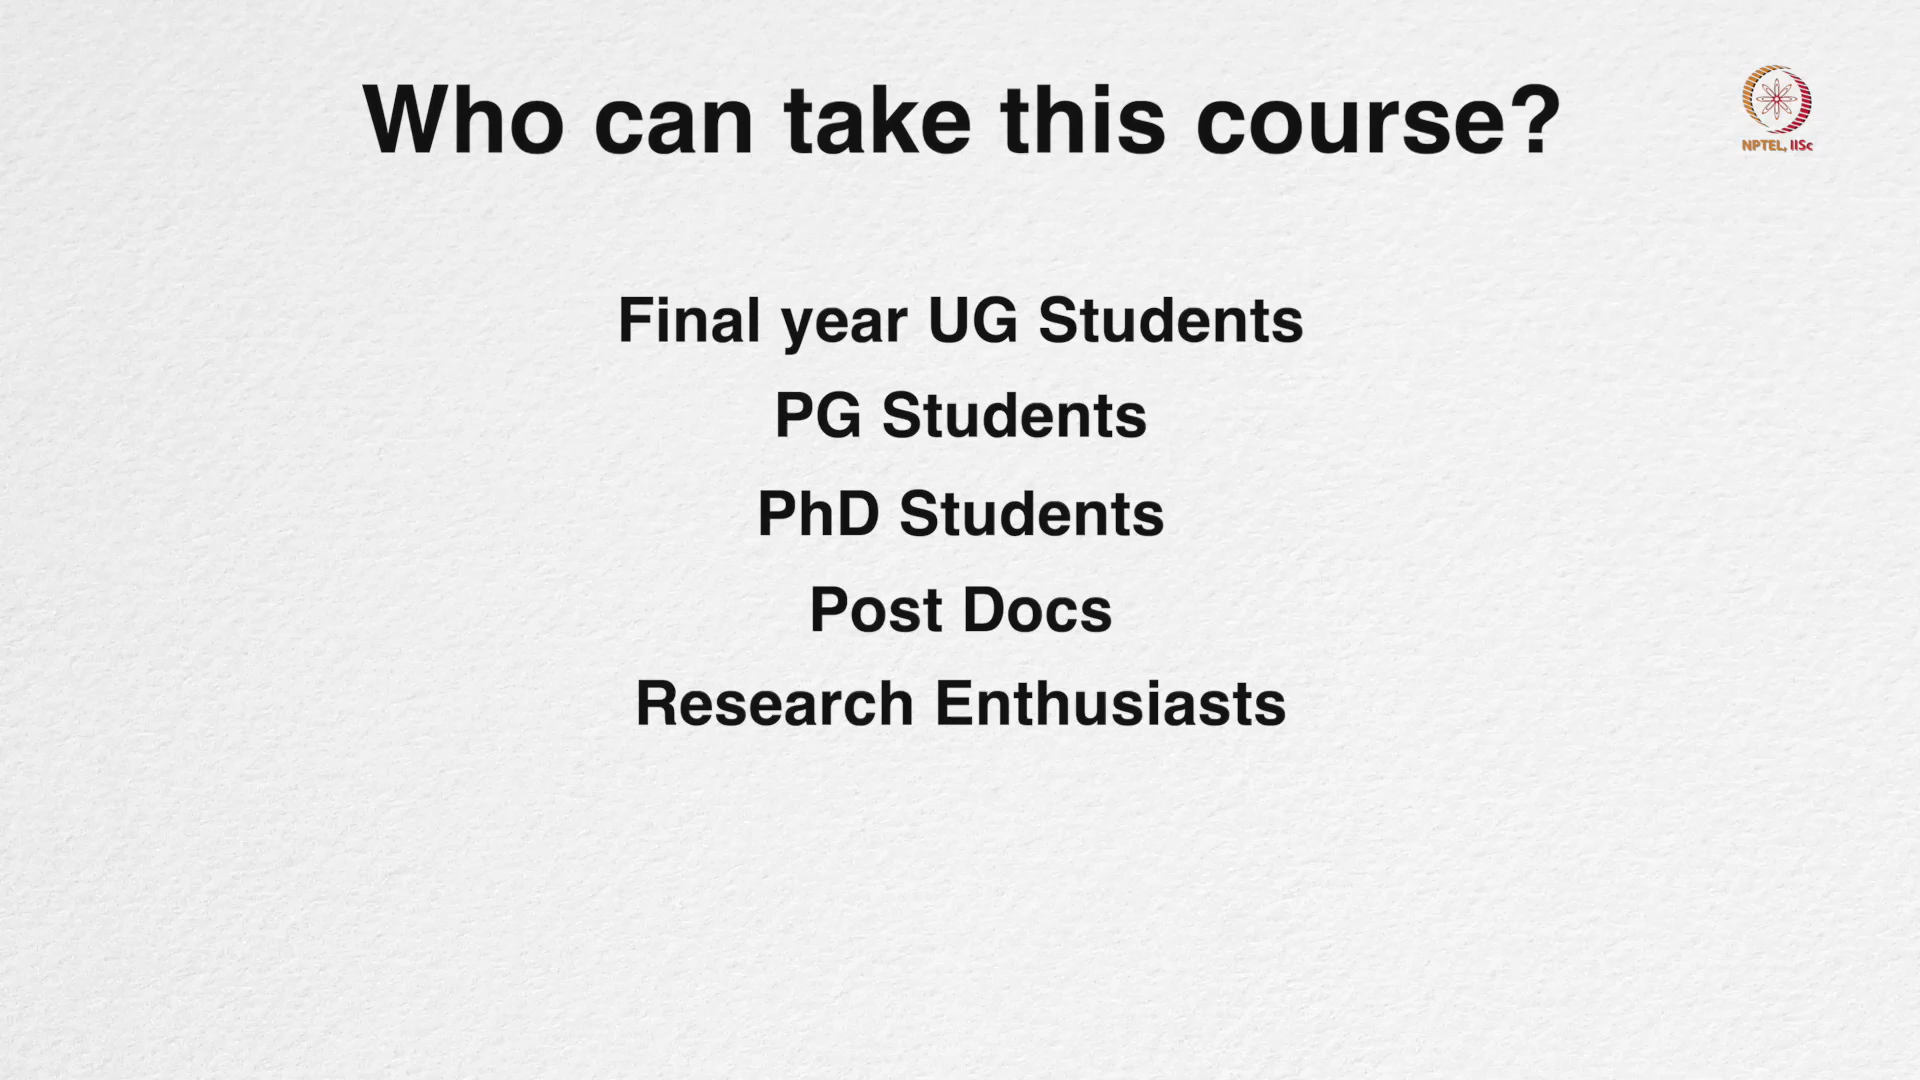 Who can take this course?
NPTEL, IISc
Final year UG Students
PG Students
PhD Students
Post Docs
Research Enthusiasts